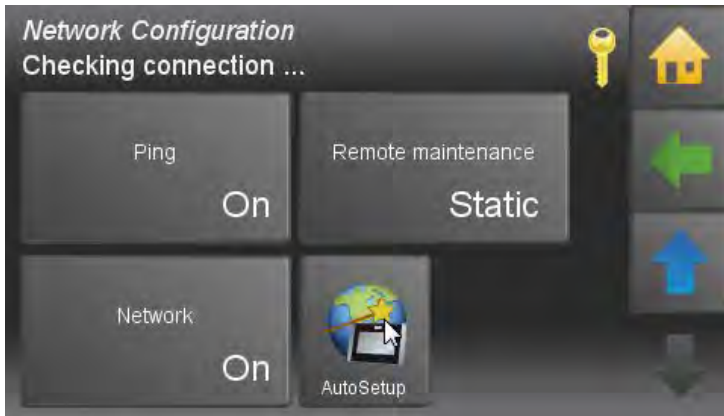 Network Configuration
Checking connection ...
Ping
On
Remote maintenance
Static
Network
On
AutoSetup